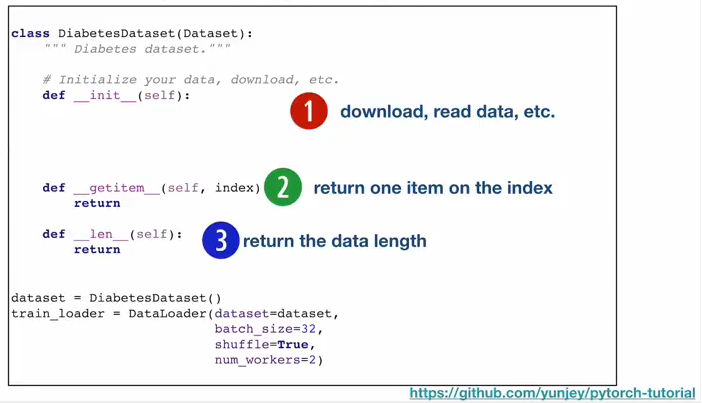 class DiabetesDataset(Dataset):
""" Diabetes dataset."""
# Initialize your data, download, etc.
def __init__(self):
1 download, read data, etc.
def __getitem__(self, index) 2 return one item on the index
return
def __len__(self): 3 return the data length
return
dataset = DiabetesDataset()
train_loader = DataLoader(dataset=dataset,
batch_size=32,
shuffle=True,
num_workers=2)
https://github.com/yunjey/pytorch-tutorial